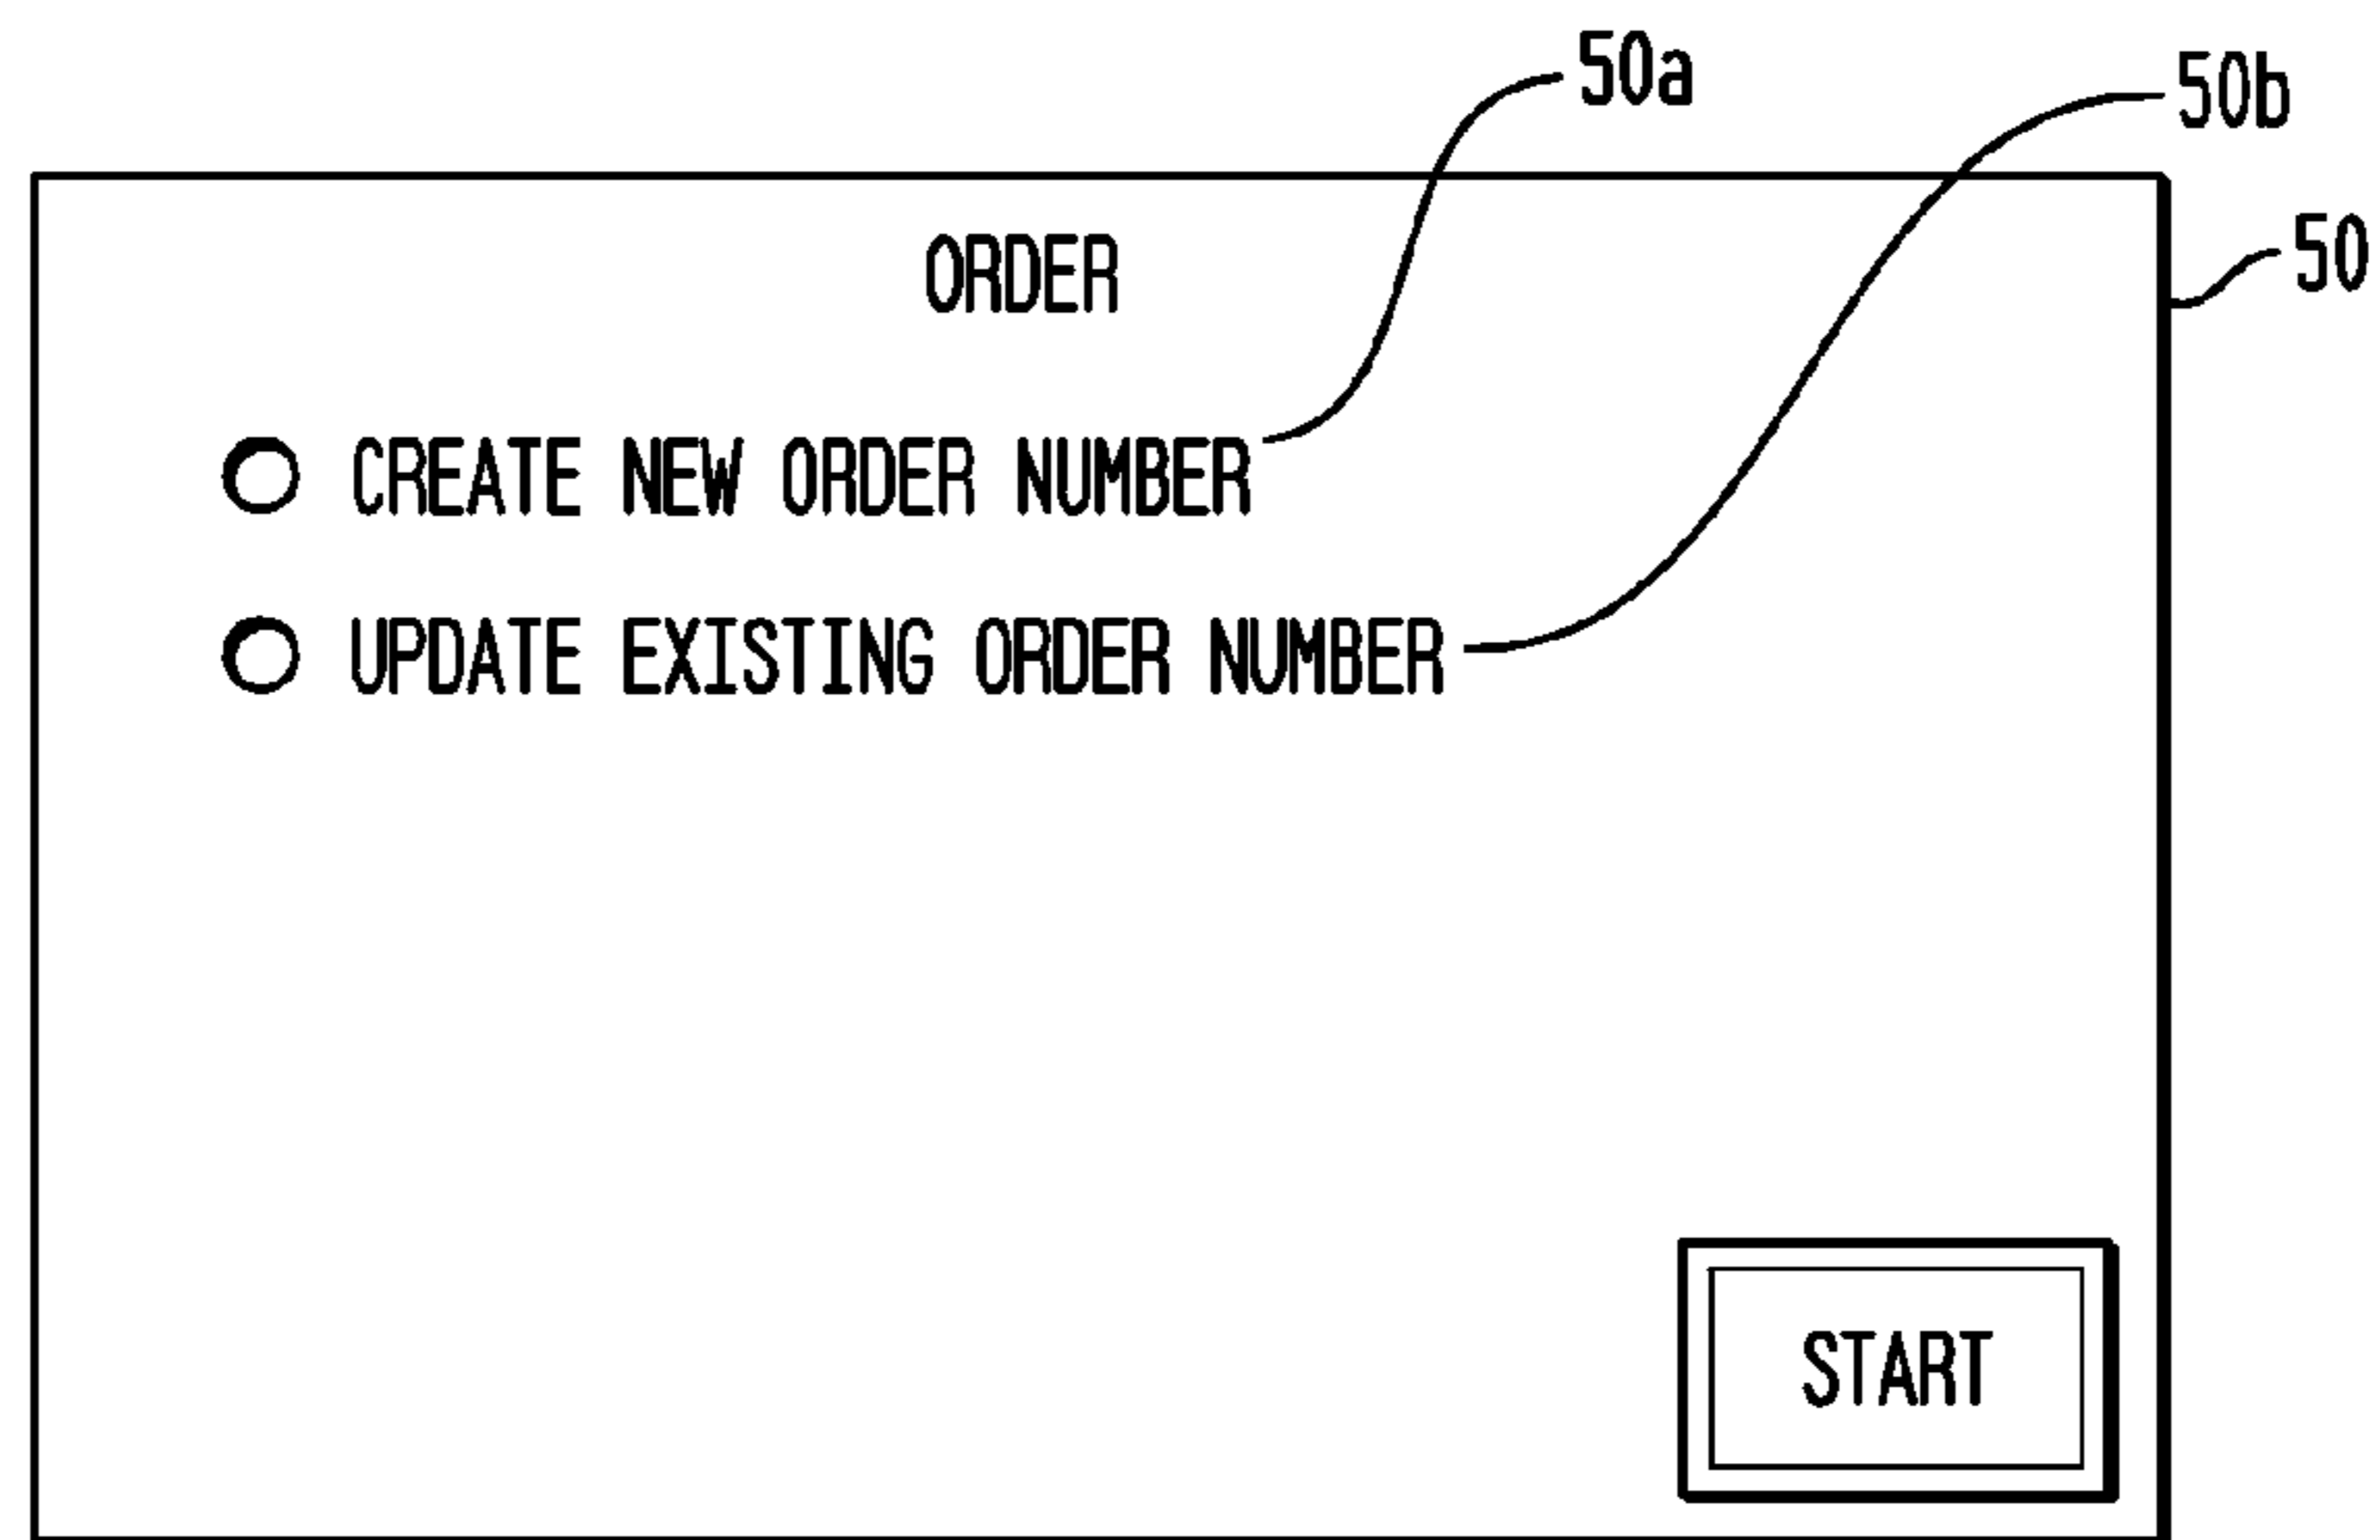 50a
50b
50
ORDER
CREATE NEW ORDER NUMBER
UPDATE EXISTING ORDER NUMBER
START